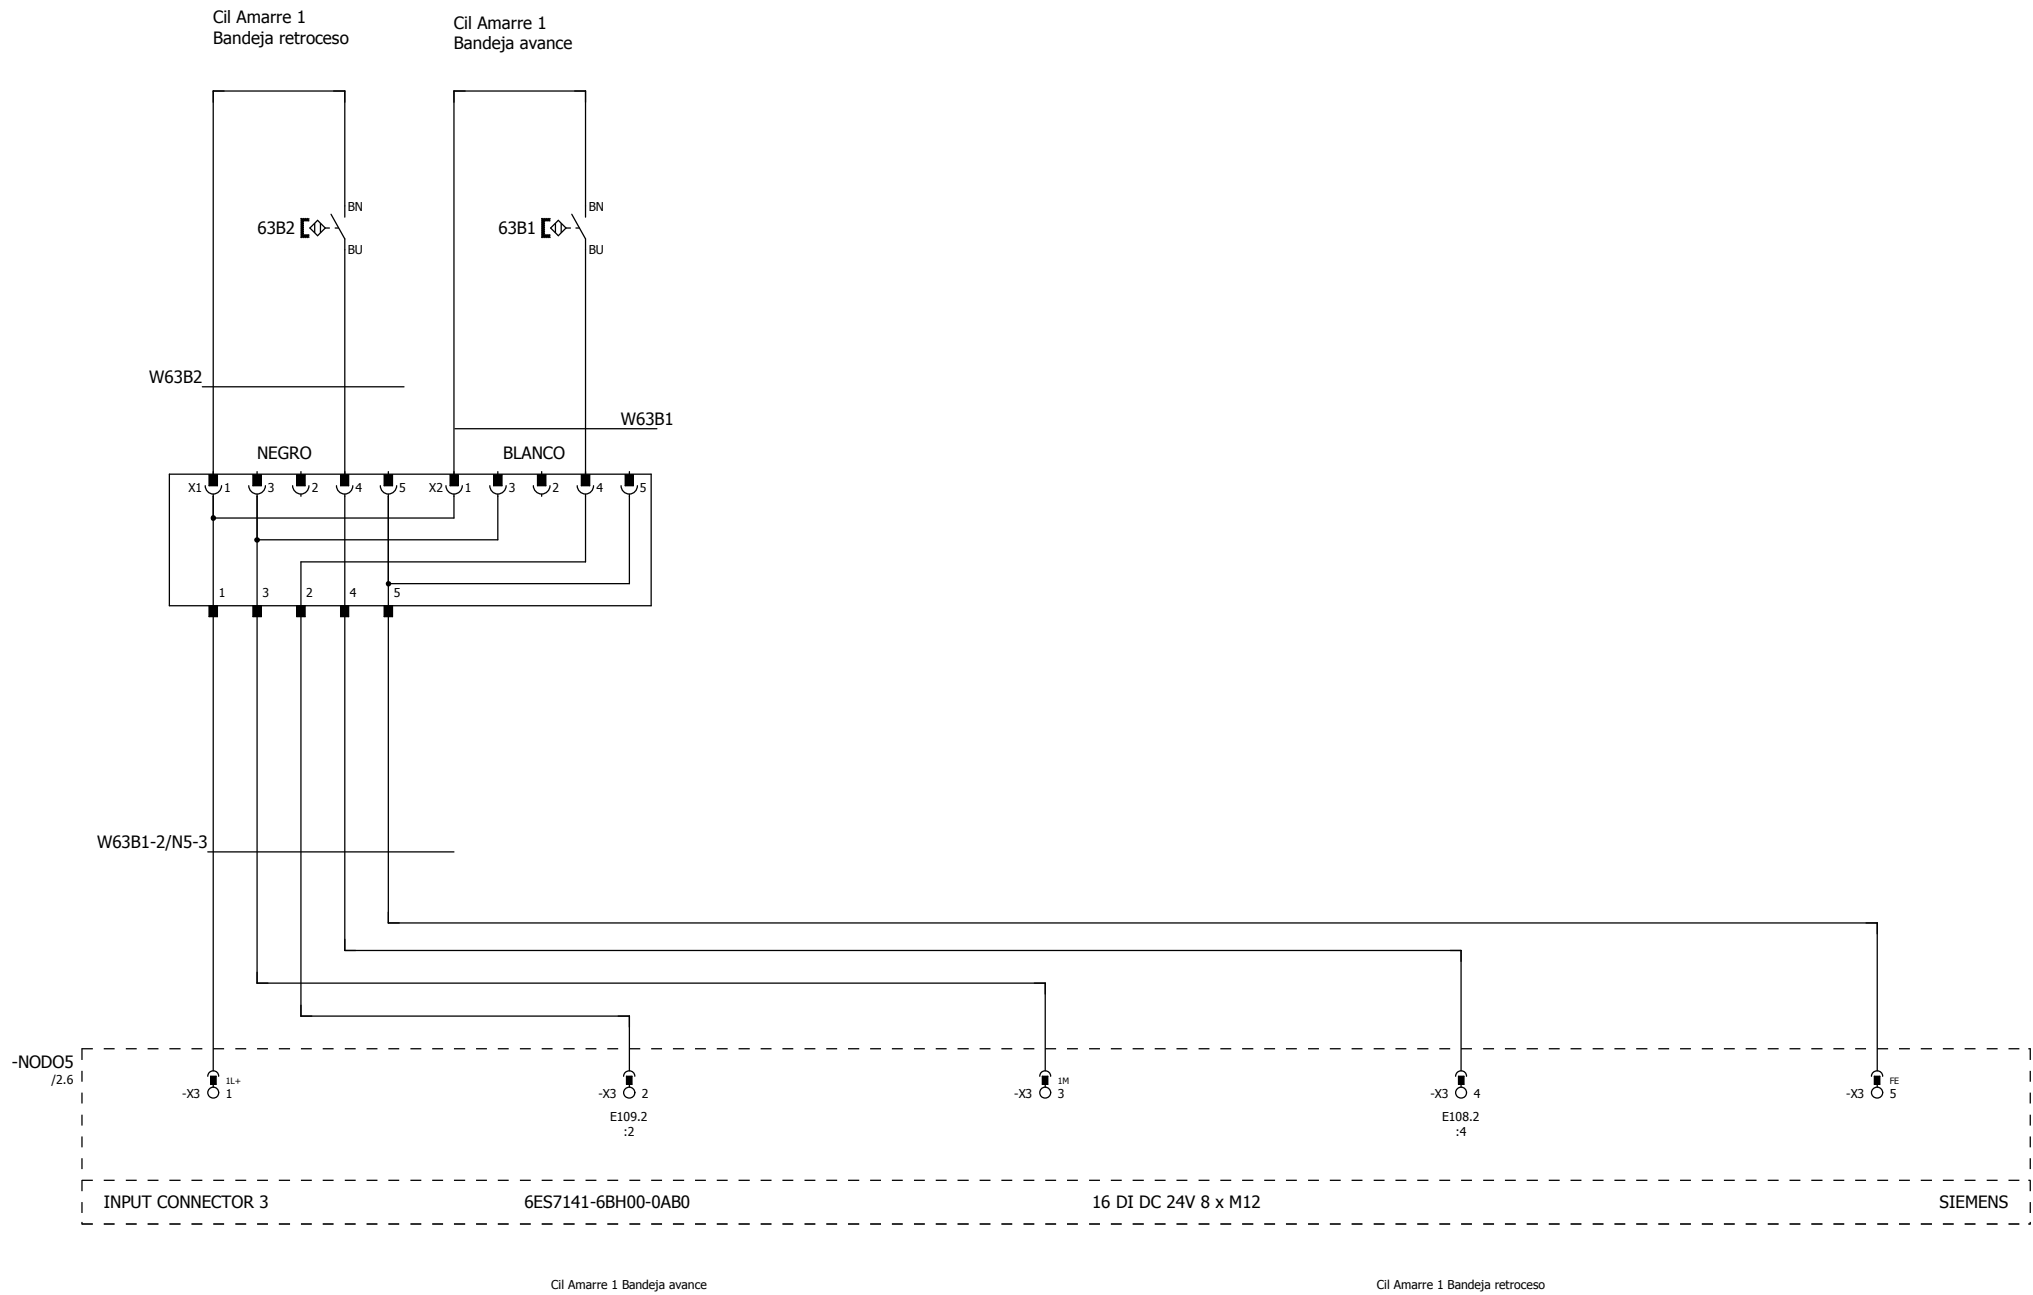 Cil Amarre 1
Bandeja retroceso
Cil Amarre 1
Bandeja avance
BN
63B2
BU
BN
63B1
BU
W63B2
W63B1
NEGRO
BLANCO
X1 1 3 2 4 5 X2 1 3 2 4 5
1 3 2 4 5
W63B1-2/N5-3
-NODO5
/2.6
1L+
-X3 1
-X3 2
E109.2
:2
1M
-X3 3
-X3 4
E108.2
:4
FE
-X3 5
INPUT CONNECTOR 3 6ES7141-6BH00-0AB0 16 DI DC 24V 8 x M12 SIEMENS
Cil Amarre 1 Bandeja avance
Cil Amarre 1 Bandeja retroceso